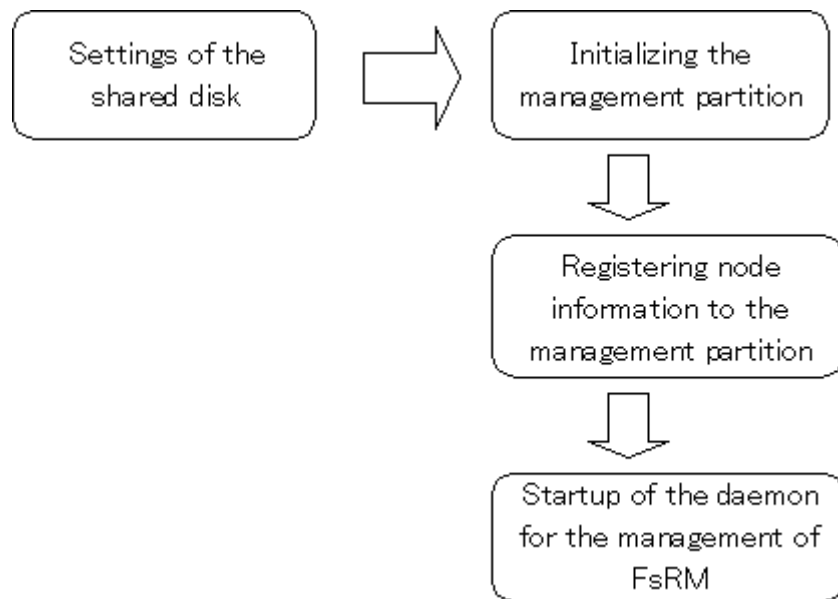 Settings of the
shared disk
Initializing the
management partition
Registering node
information to the
management partition
Startup of the daemon
for the management of
FsRM